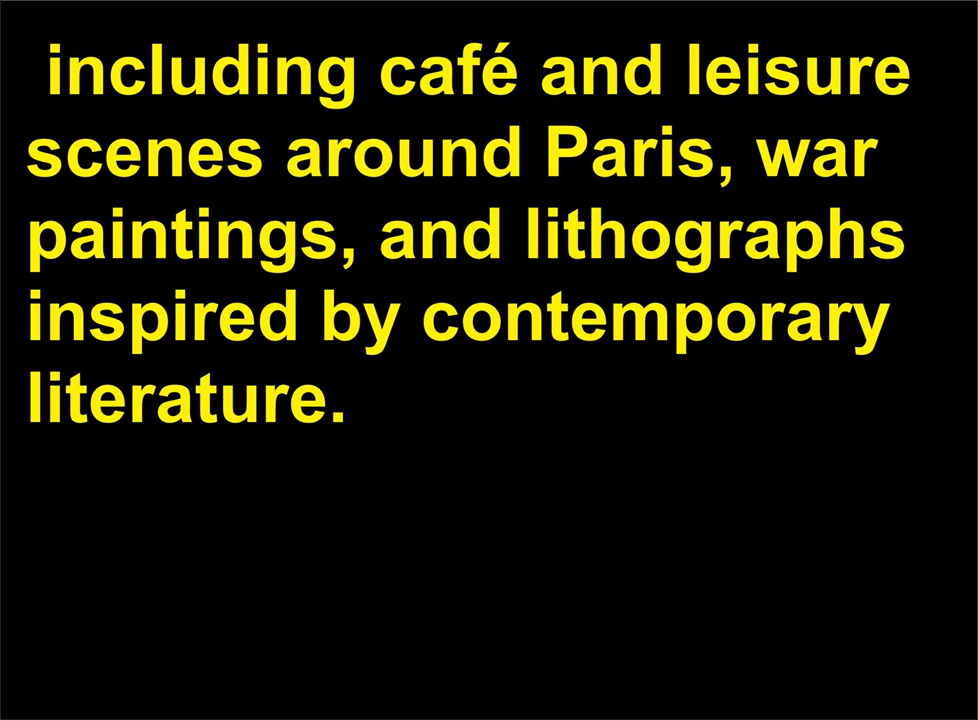 including café and leisure
scenes around Paris, war
paintings, and lithographs
inspired by contemporary
literature.